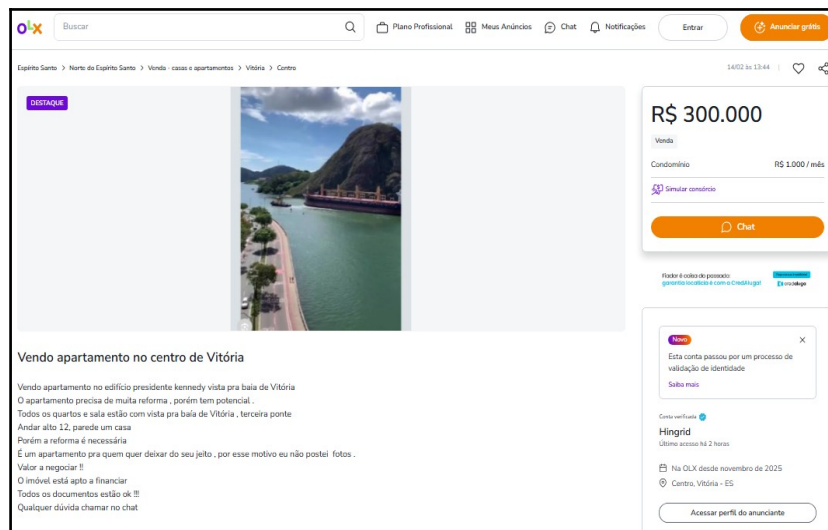 OLX
Buscar
Plano Profissional
Meus Anúncios
Chat
Notificações
Entrar
Anunciar grátis
Espírito Santo > Norte do Espírito Santo > Venda - casas e apartamentos > Vitória > Centro
14/02 às 13:44
DESTAQUE
R$ 300.000
Venda
Condomínio R$ 1.000 / mês
Simular consórcio
Chat
Fiador é coisa do passado:
garantia locatícia é com a CredAluga!
credaluga
Novo
Esta conta passou por um processo de
validação de identidade
Saiba mais
Vendo apartamento no centro de Vitória
Vendo apartamento no edifício presidente kennedy vista pra baia de Vitória
O apartamento precisa de muita reforma , porém tem potencial .
Todos os quartos e sala estão com vista pra baía de Vitória , terceira ponte
Andar alto 12, parede um casa
Porém a reforma é necessária
É um apartamento pra quem quer deixar do seu jeito , por esse motivo eu não postei fotos .
Valor a negociar !!
O imóvel está apto a financiar
Todos os documentos estão ok !!!
Qualquer dúvida chamar no chat
Conta verificada
Hingrid
Último acesso há 2 horas
Na OLX desde novembro de 2025
Centro, Vitória - ES
Acessar perfil do anunciante